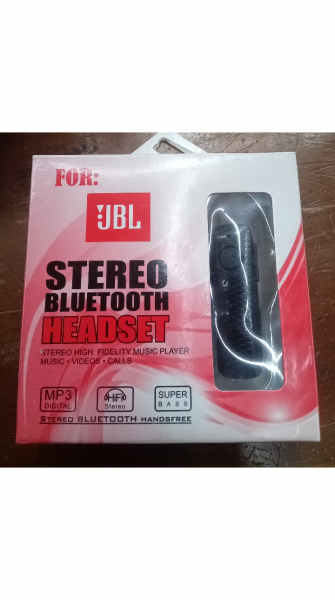 FOR:
JBL
STEREO
BLUETOOTH
HEADSET
STEREO HIGH FIDELITY MUSIC PLAYER
MUSIC • VIDEOS • CALLS
MP3
DIGITAL
HiFi
Stereo
SUPER
BASS
STEREO BLUETOOTH HANDSFREE